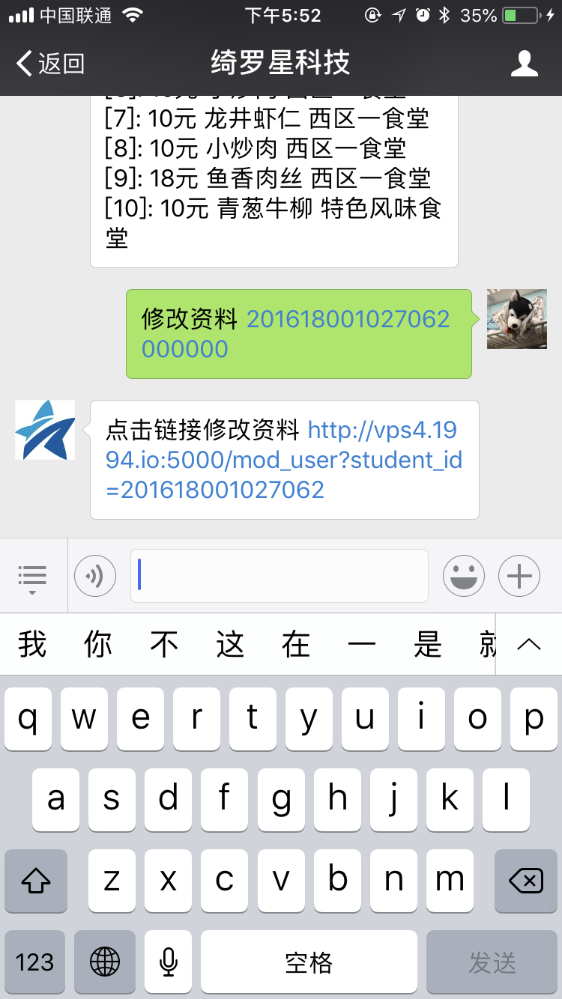 中国联通 下午5:52 35%
返回 绮罗星科技
[7]: 10元 龙井虾仁 西区一食堂
[8]: 10元 小炒肉 西区一食堂
[9]: 18元 鱼香肉丝 西区一食堂
[10]: 10元 青葱牛柳 特色风味食
堂
修改资料 201618001027062
000000
点击链接修改资料 http://vps4.19
94.io:5000/mod_user?student_id
=201618001027062
我 你 不 这 在 一 是 就
q w e r t y u i o p
a s d f g h j k l
z x c v b n m
123 空格 发送